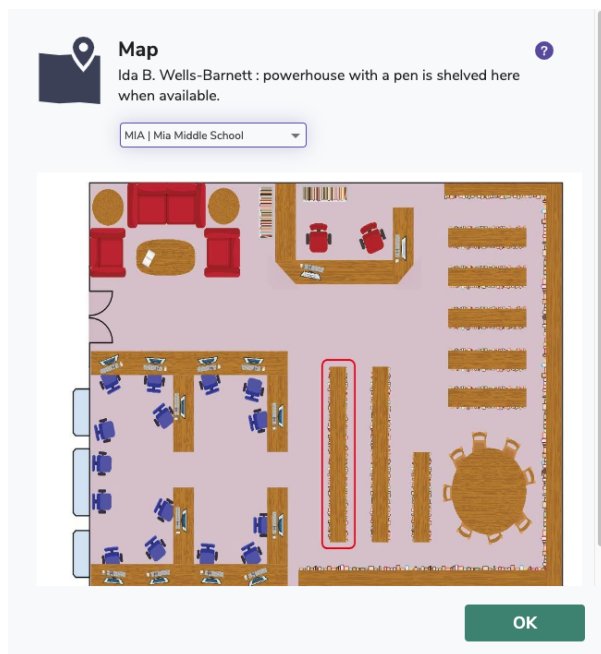 Map
?
Ida B. Wells-Barnett : powerhouse with a pen is shelved here
when available.
MIA | Mia Middle School
OK